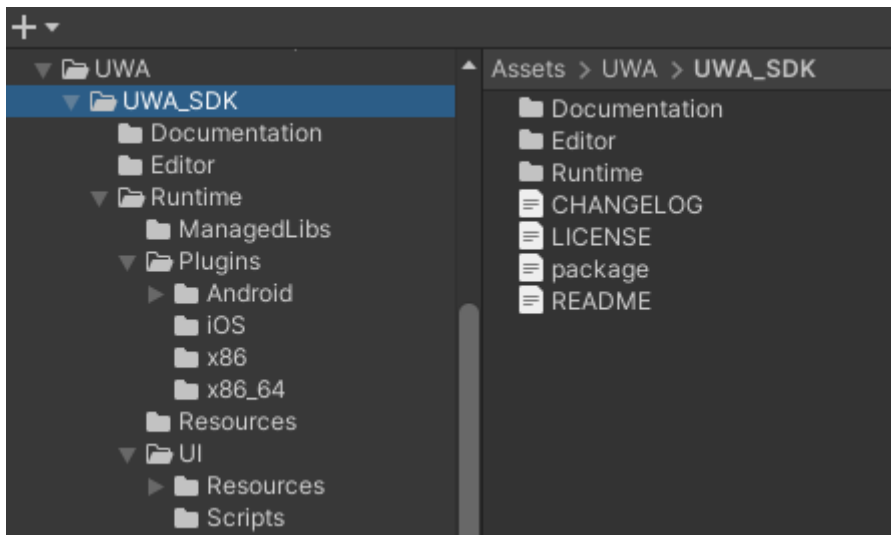 UWA
UWA_SDK
Documentation
Editor
Runtime
ManagedLibs
Plugins
Android
iOS
x86
x86_64
Resources
UI
Resources
Scripts
Assets > UWA > UWA_SDK
Documentation
Editor
Runtime
CHANGELOG
LICENSE
package
README